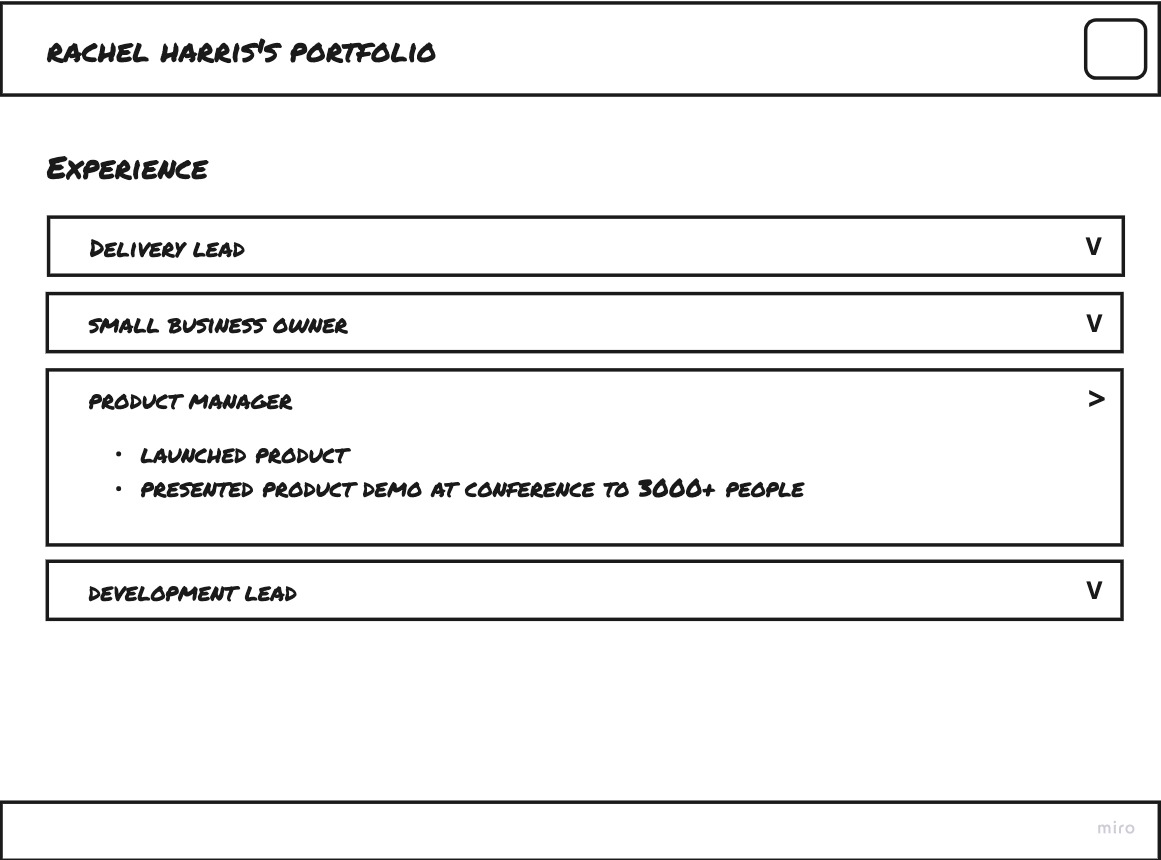 RACHEL HARRIS'S PORTFOLIO
EXPERIENCE
DELIVERY LEAD V
SMALL BUSINESS OWNER V
PRODUCT MANAGER >
• LAUNCHED PRODUCT
• PRESENTED PRODUCT DEMO AT CONFERENCE TO 3000+ PEOPLE
DEVELOPMENT LEAD V
miro